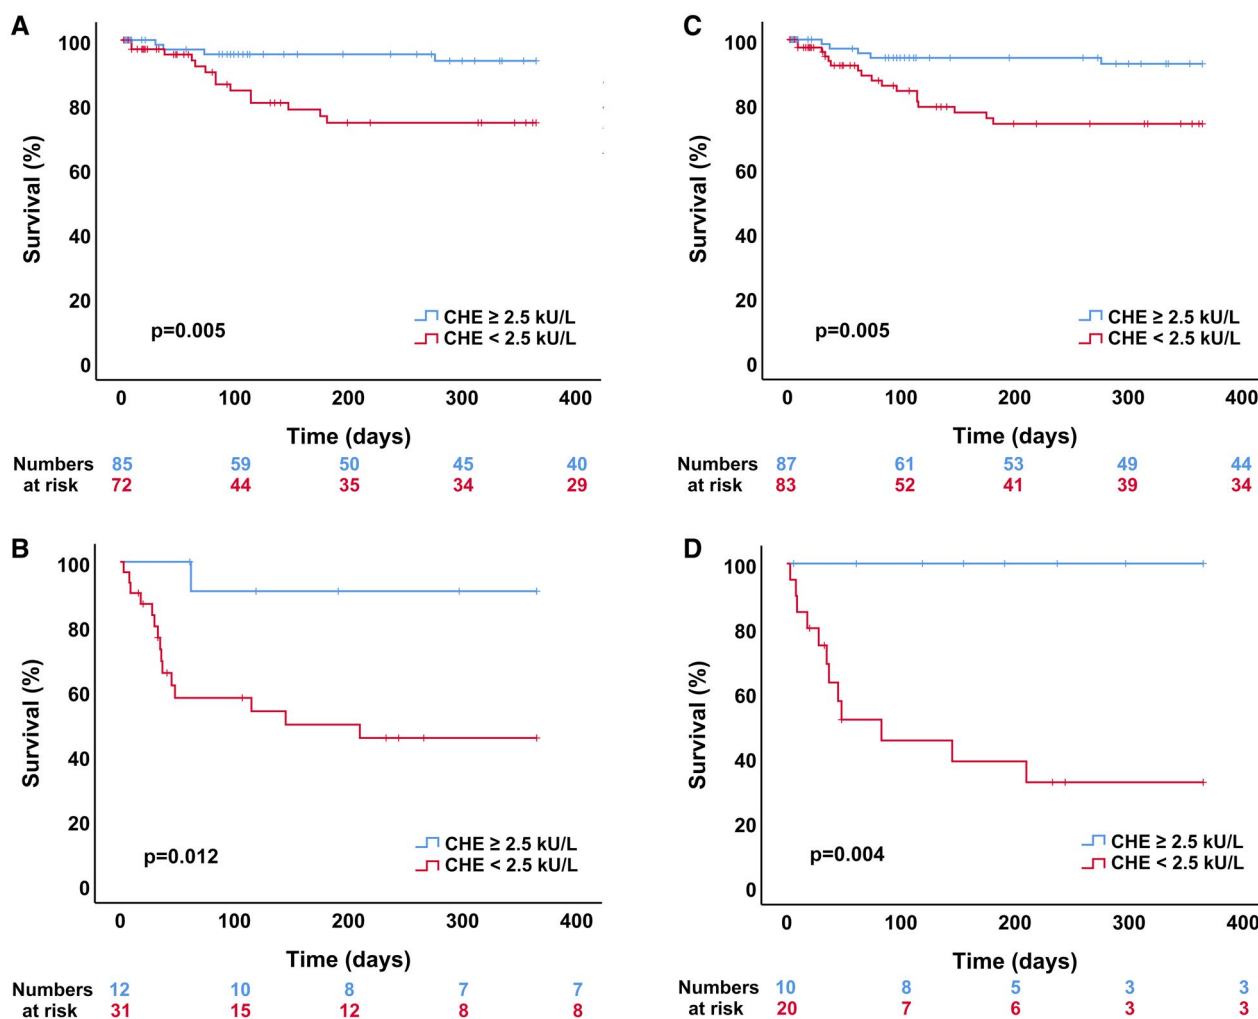 A
100
80
60
40
20
0
Survival (%)
p=0.005
CHE ≥ 2.5 kU/L
CHE < 2.5 kU/L
0 100 200 300 400
Time (days)
Numbers at risk
85 59 50 45 40
72 44 35 34 29
C
100
80
60
40
20
0
Survival (%)
p=0.005
CHE ≥ 2.5 kU/L
CHE < 2.5 kU/L
0 100 200 300 400
Time (days)
Numbers at risk
87 61 53 49 44
83 52 41 39 34
B
100
80
60
40
20
0
Survival (%)
p=0.012
CHE ≥ 2.5 kU/L
CHE < 2.5 kU/L
0 100 200 300 400
Time (days)
Numbers at risk
12 10 8 7 7
31 15 12 8 8
D
100
80
60
40
20
0
Survival (%)
p=0.004
CHE ≥ 2.5 kU/L
CHE < 2.5 kU/L
0 100 200 300 400
Time (days)
Numbers at risk
10 8 5 3 3
20 7 6 3 3